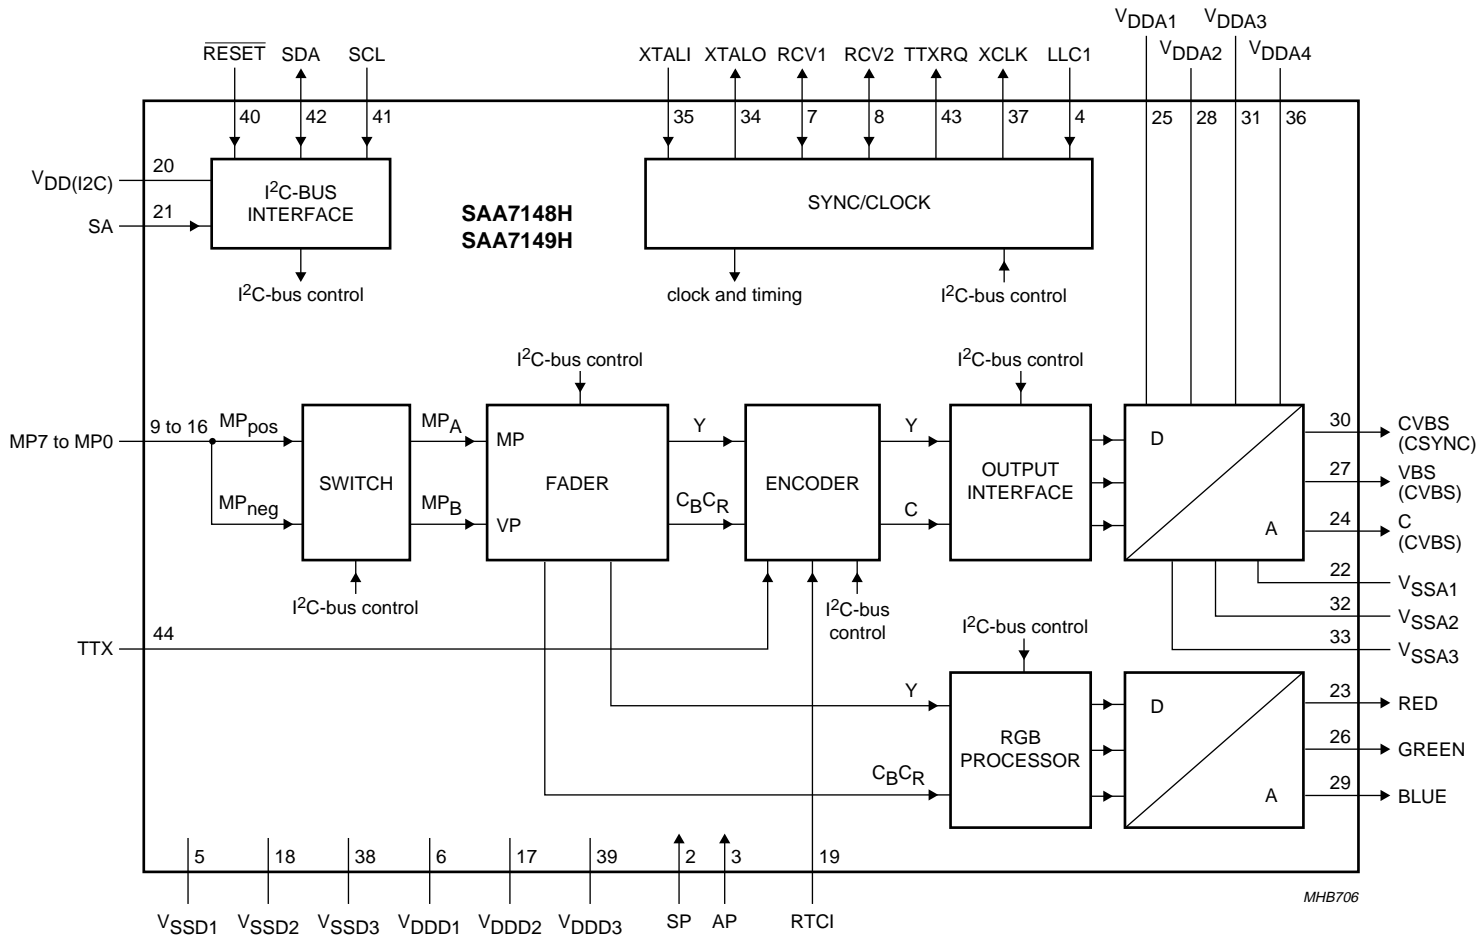 VDDA1 VDDA3
VDDA2 VDDA4
RESET SDA SCL XTALI XTALO RCV1 RCV2 TTXRQ XCLK LLC1
40 42 41 35 34 7 8 43 37 4 25 28 31 36
VDD(I2C) 20
SA 21
I2C-BUS
INTERFACE
SAA7148H
SAA7149H
SYNC/CLOCK
I2C-bus control
clock and timing
I2C-bus control
I2C-bus control
I2C-bus control
MP7 to MP0 9 to 16
MPpos
MPneg
SWITCH
I2C-bus control
MPA
MPB
MP
FADER
VP
Y
CBCR
ENCODER
I2C-bus
control
Y
C
OUTPUT
INTERFACE
D
A
30 CVBS
(CSYNC)
27 VBS
(CVBS)
24 C
(CVBS)
22 VSSA1
32 VSSA2
33 VSSA3
TTX 44
I2C-bus control
Y
CBCR
RGB
PROCESSOR
D
A
23 RED
26 GREEN
29 BLUE
5 18 38 6 17 39 2 3 19
VSSD1 VSSD2 VSSD3 VDDD1 VDDD2 VDDD3 SP AP RTCI
MHB706